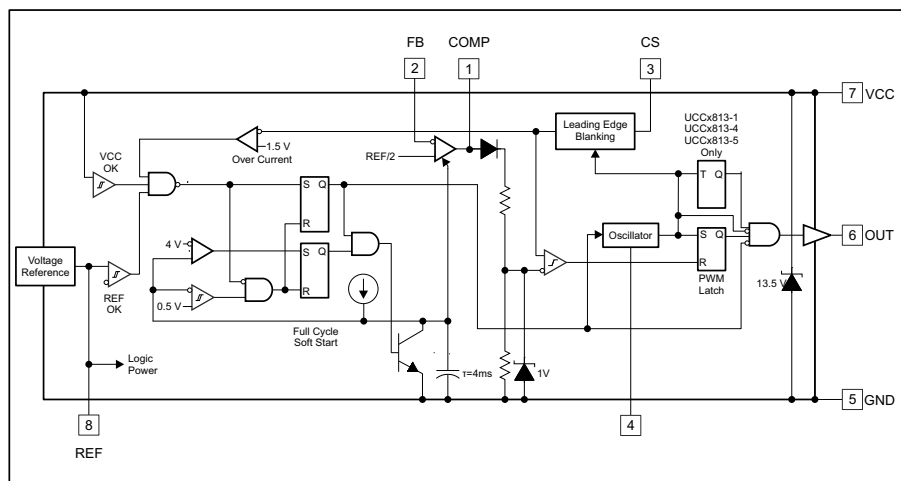 FB COMP CS
2 1 3
7 VCC
UCCx813-1
UCCx813-4
UCCx813-5
Only
Leading Edge
Blanking
1.5 V
Over Current
REF/2
VCC
OK
T Q
S Q
R
4 V
S Q
R
Oscillator
S Q
R
PWM
Latch
6 OUT
Voltage
Reference
REF
OK
0.5 V
13.5 V
Full Cycle
Soft Start
Logic
Power
τ=4ms
1V
5 GND
8
4
REF